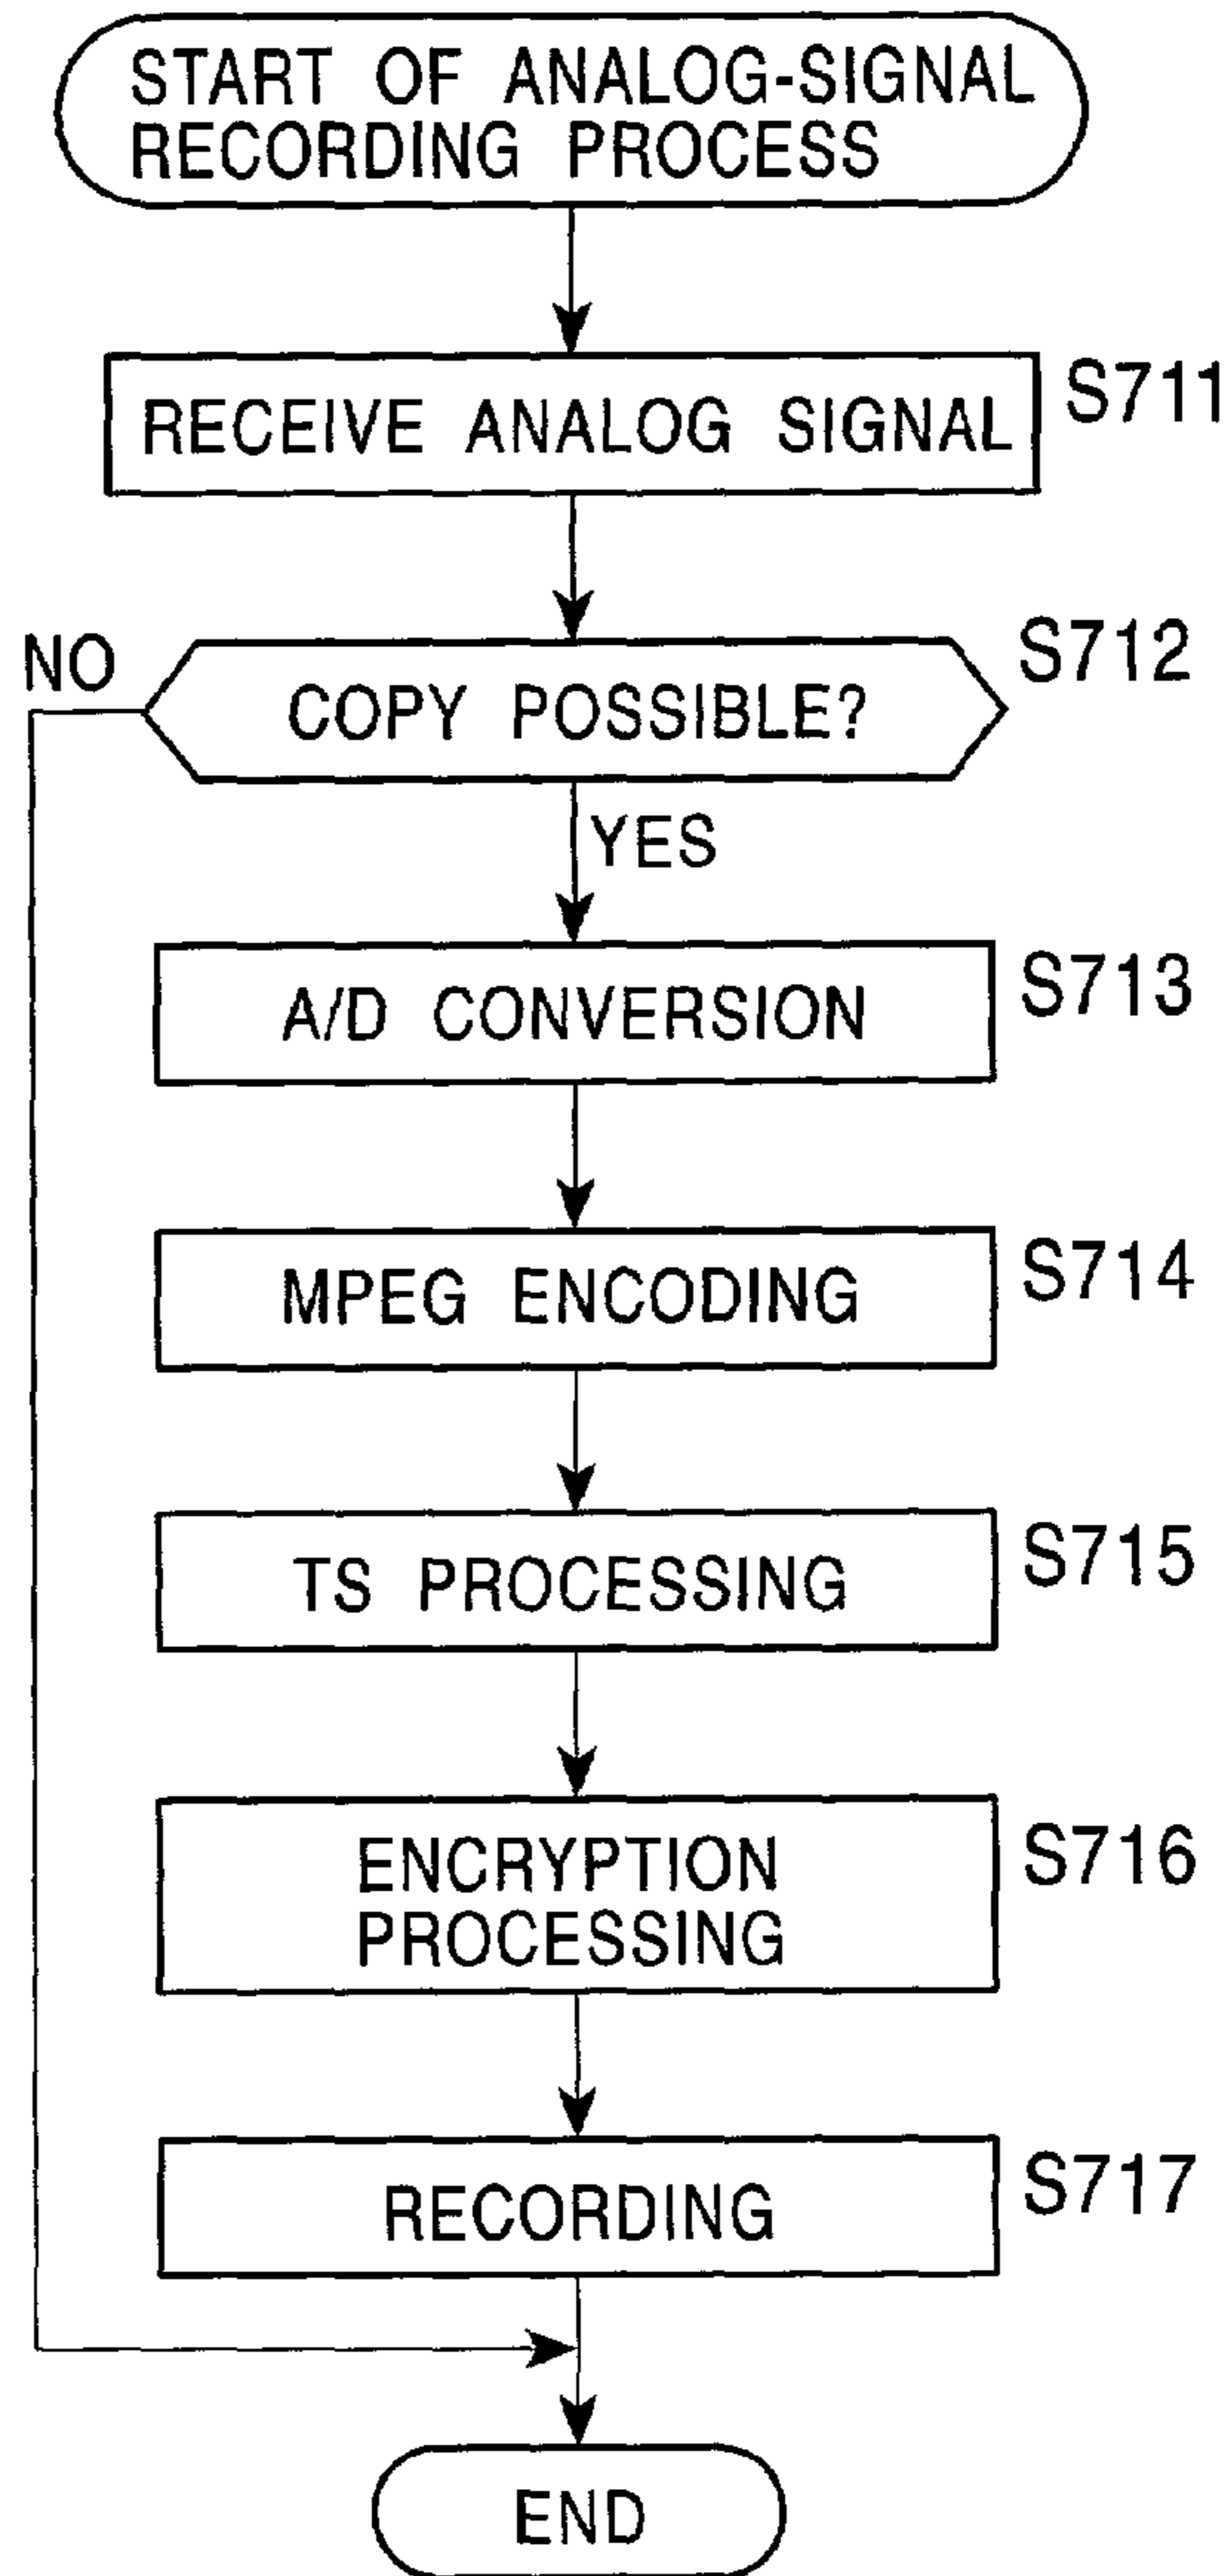 START OF ANALOG-SIGNAL
RECORDING PROCESS
RECEIVE ANALOG SIGNAL
S711
NO
COPY POSSIBLE?
S712
YES
A/D CONVERSION
S713
MPEG ENCODING
S714
TS PROCESSING
S715
ENCRYPTION
PROCESSING
S716
RECORDING
S717
END